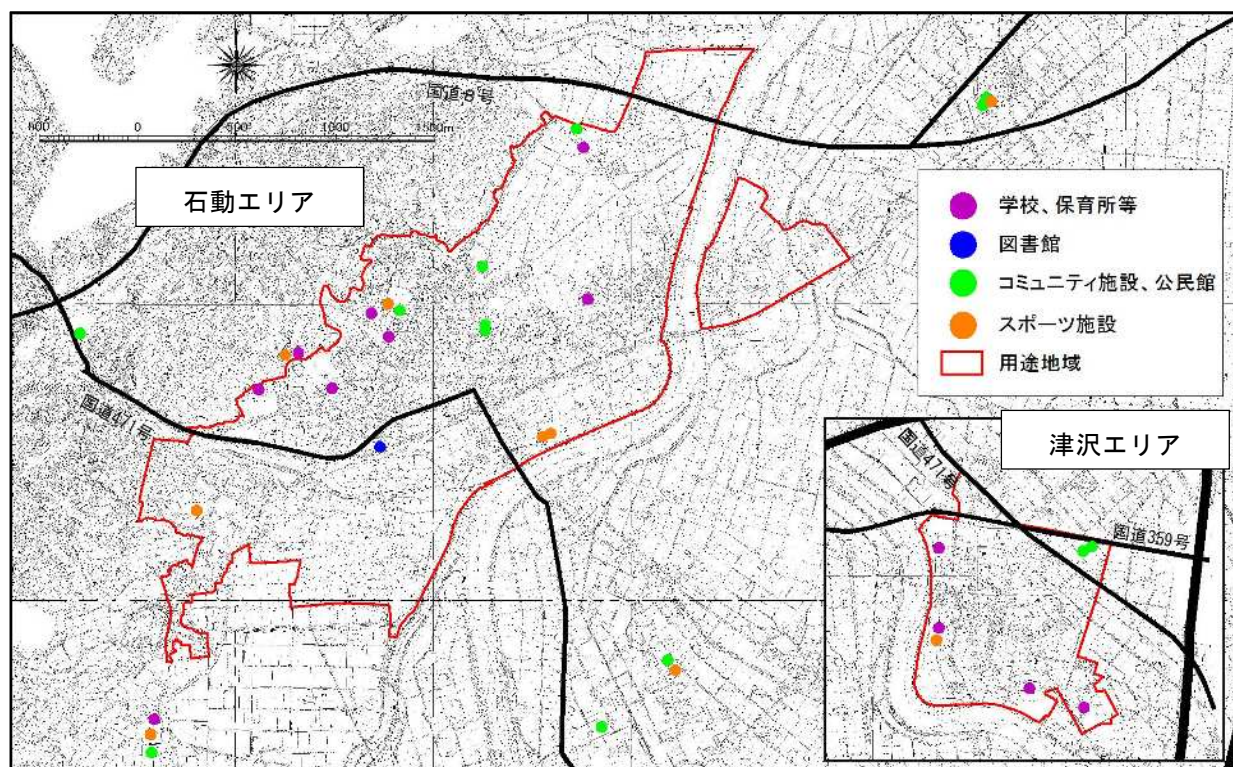 国道8号
500
0
500
1000
1500m
石動エリア
学校、保育所等
図書館
コミュニティ施設、公民館
スポーツ施設
用途地域
国道471号
津沢エリア
国道471号
国道359号